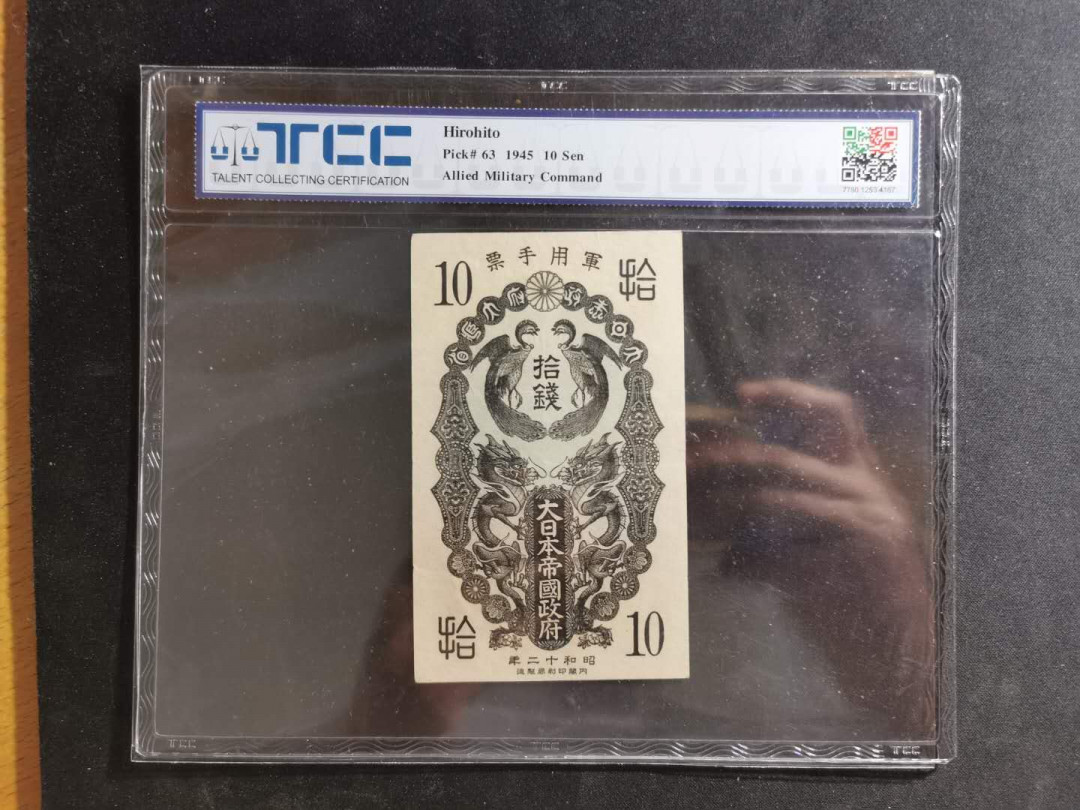 TCC
TALENT COLLECTING CERTIFICATION
Hirohito
Pick# 63 1945 10 Sen
Allied Military Command
10
票手用軍
拾
拾錢
大日本帝國政府
拾
10
年二十和昭
造製局刷印閣內